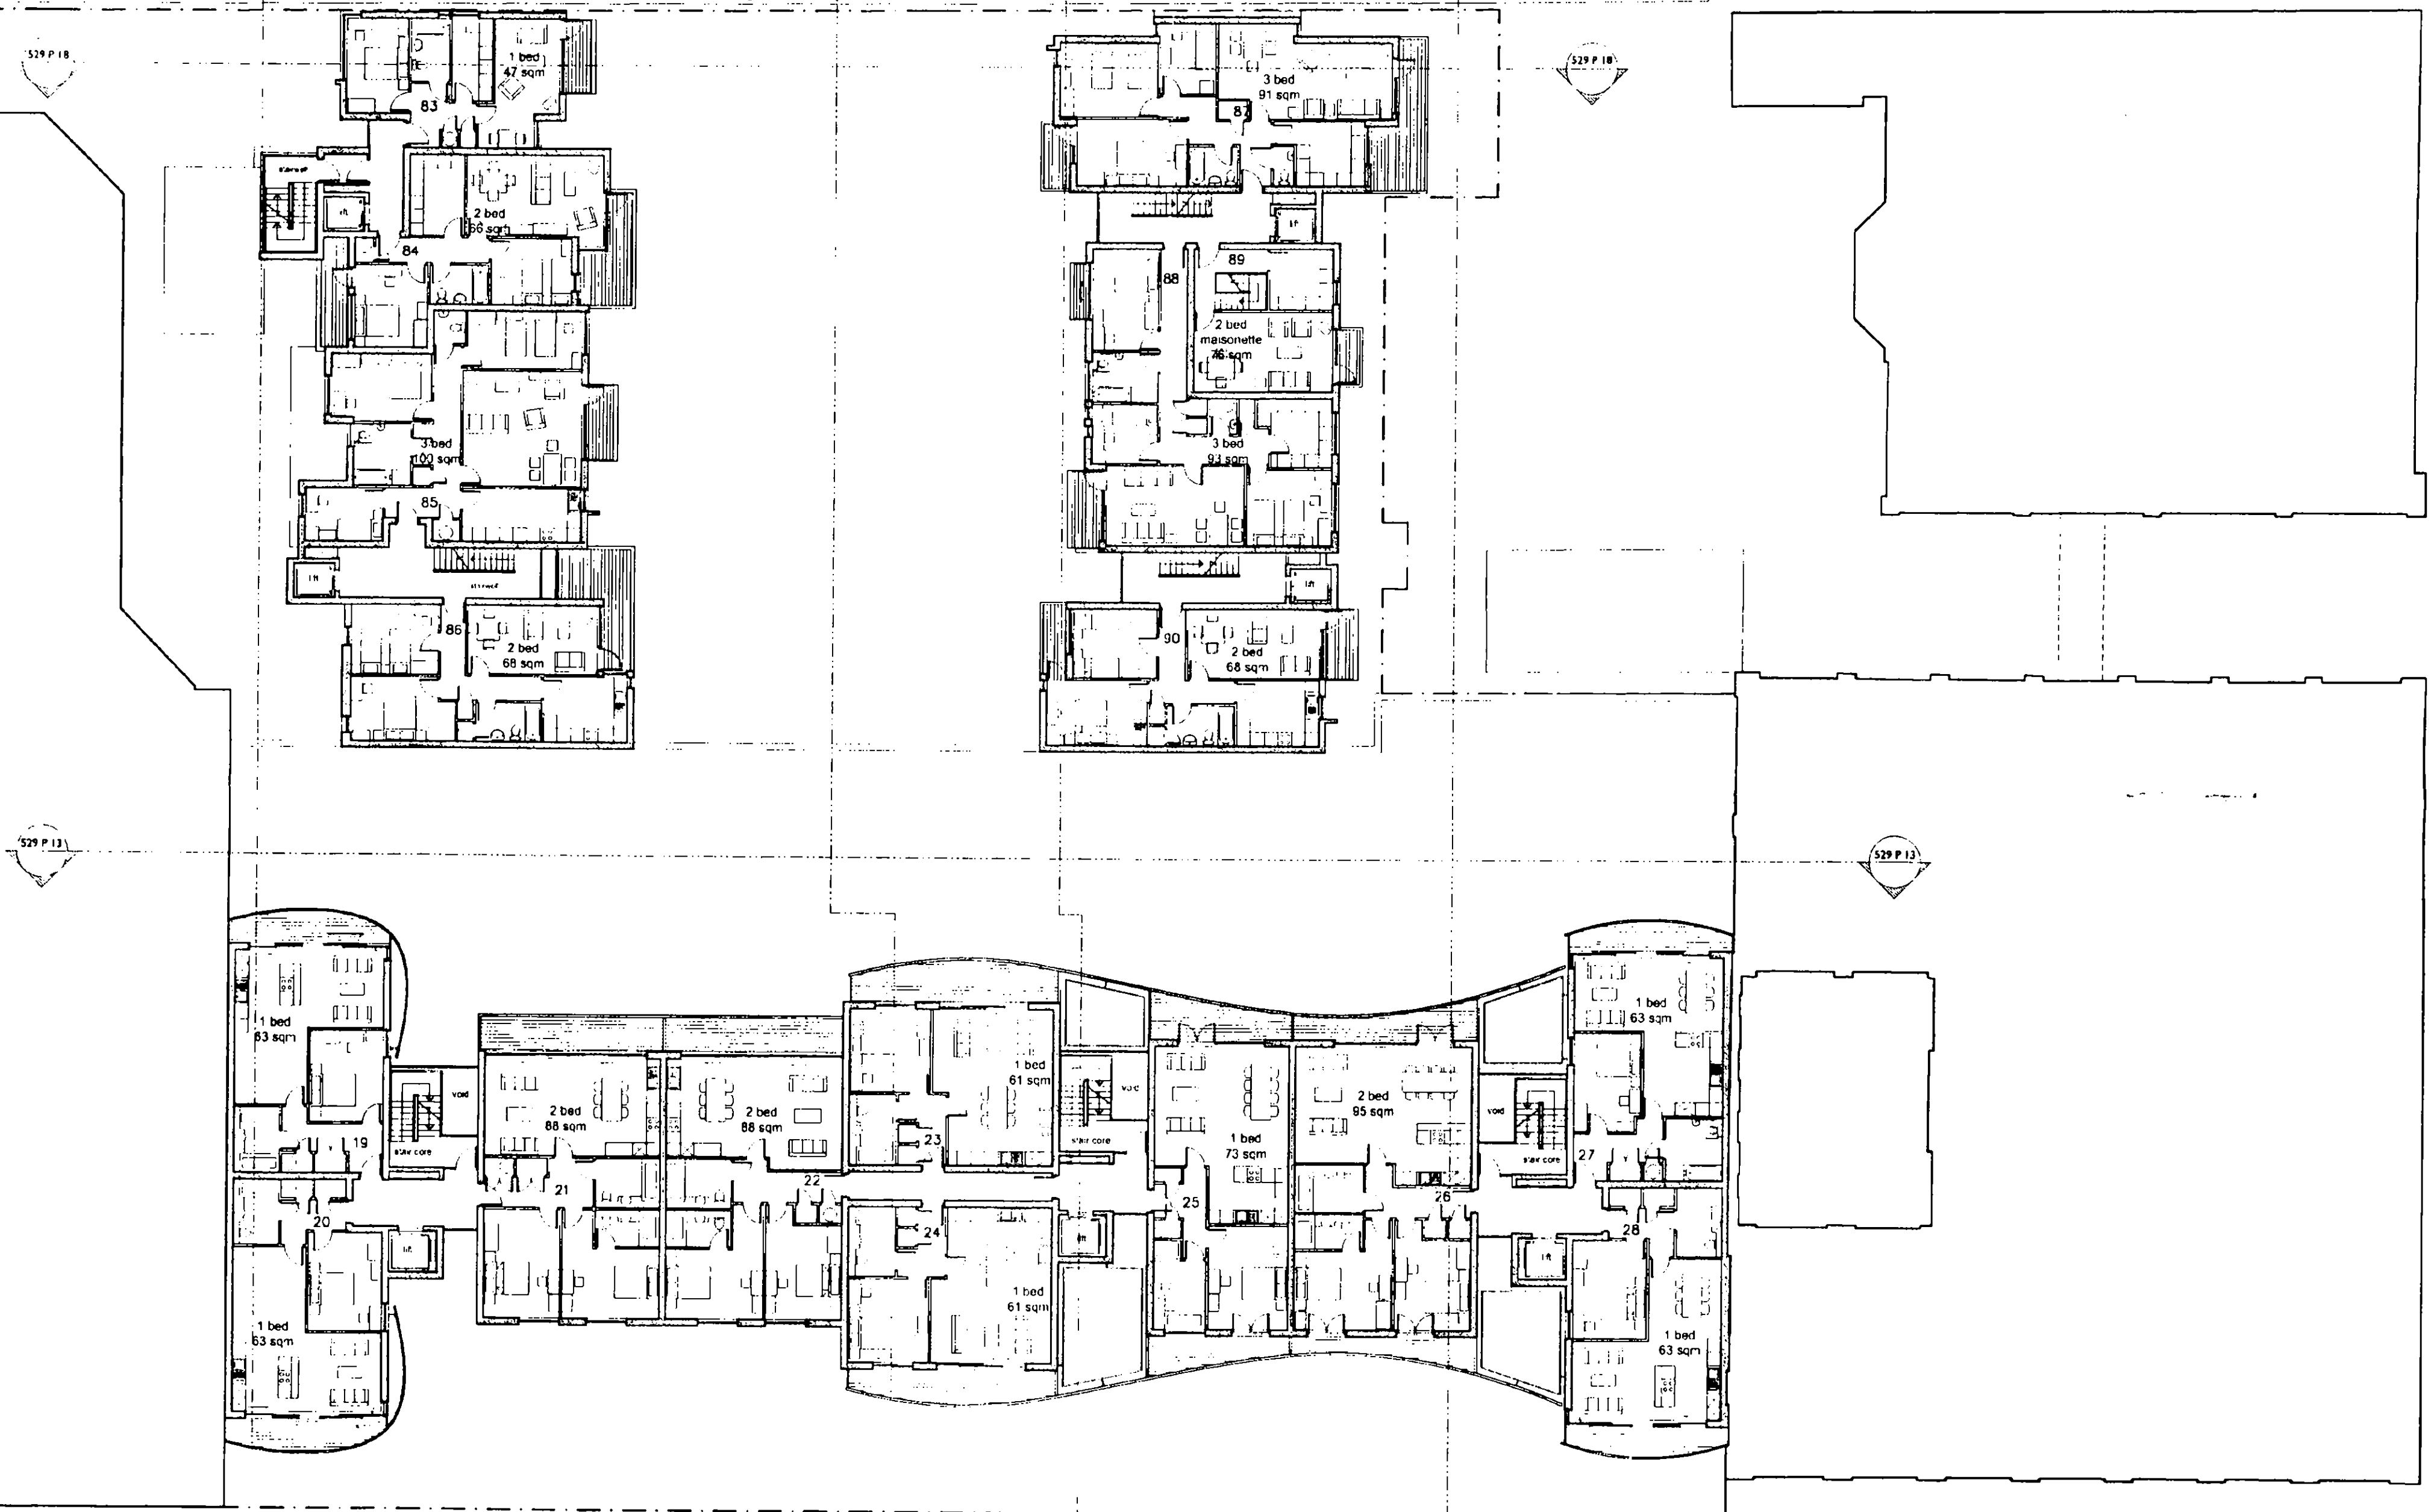 529 P 18
1 bed
47 sqm
83
stairwell
lift
2 bed
66 sqm
84
3 bed
100 sqm
85
lift
stairwell
86
2 bed
68 sqm
529 P 18
3 bed
91 sqm
87
lift
88
89
2 bed
maisonette
76 sqm
3 bed
93 sqm
lift
90
2 bed
68 sqm
529 P 13
529 P 13
1 bed
63 sqm
19
void
stair core
20
lift
1 bed
63 sqm
2 bed
88 sqm
21
2 bed
88 sqm
22
1 bed
61 sqm
23
void
stair core
24
lift
1 bed
61 sqm
1 bed
73 sqm
25
2 bed
95 sqm
26
void
stair core
27
1 bed
63 sqm
28
lift
1 bed
63 sqm